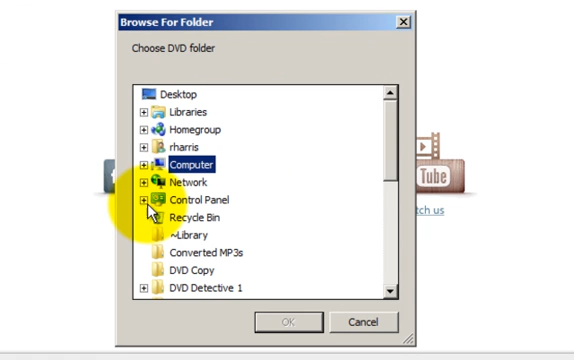 Browse For Folder
Choose DVD folder
Desktop
Libraries
Homegroup
rharris
Computer
Network
Control Panel
Recycle Bin
~Library
Converted MP3s
DVD Copy
DVD Detective 1
OK
Cancel
Tube
tch us